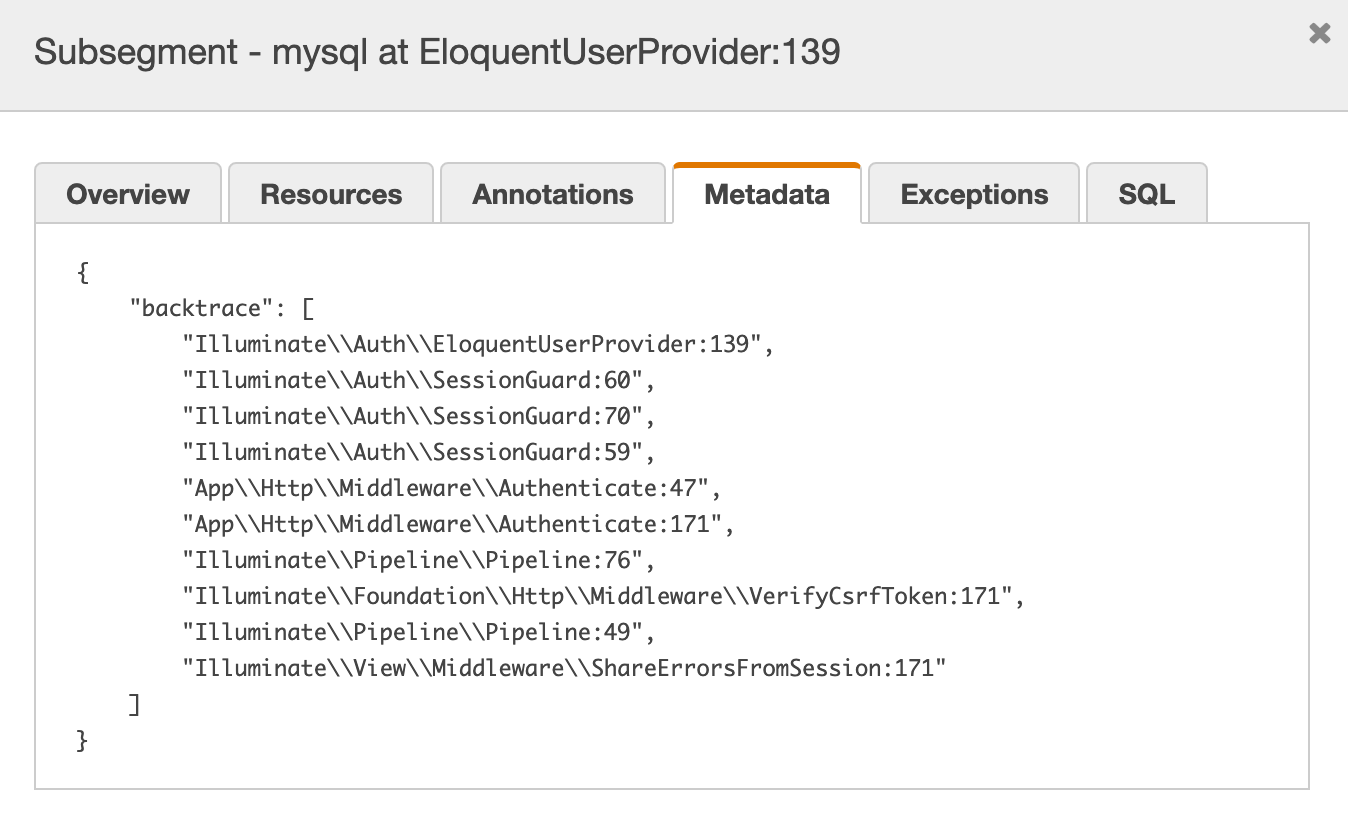 Subsegment - mysql at EloquentUserProvider:139
Overview Resources Annotations Metadata Exceptions SQL
{
    "backtrace": [
        "Illuminate\\Auth\\EloquentUserProvider:139",
        "Illuminate\\Auth\\SessionGuard:60",
        "Illuminate\\Auth\\SessionGuard:70",
        "Illuminate\\Auth\\SessionGuard:59",
        "App\\Http\\Middleware\\Authenticate:47",
        "App\\Http\\Middleware\\Authenticate:171",
        "Illuminate\\Pipeline\\Pipeline:76",
        "Illuminate\\Foundation\\Http\\Middleware\\VerifyCsrfToken:171",
        "Illuminate\\Pipeline\\Pipeline:49",
        "Illuminate\\View\\Middleware\\ShareErrorsFromSession:171"
    ]
}